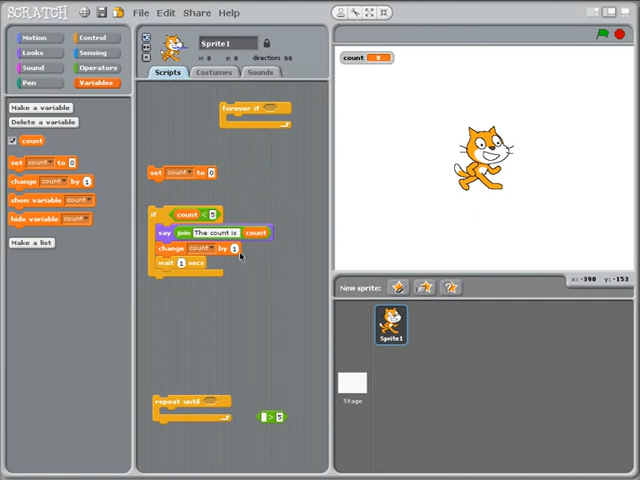 SCRATCH File Edit Share Help
Motion Control
Looks Sensing
Sound Operators
Pen Variables
Make a variable
Delete a variable
count
set count to 0
change count by 1
show variable count
hide variable count
Make a list
Sprite1
x: 0 y: 0 direction: 90
Scripts Costumes Sounds
forever if
set count to 0
if count < 5
say join The count is count
change count by 1
wait 1 secs
repeat until
> 5
count 0
x: -390 y: -153
New sprite:
Sprite1
Stage